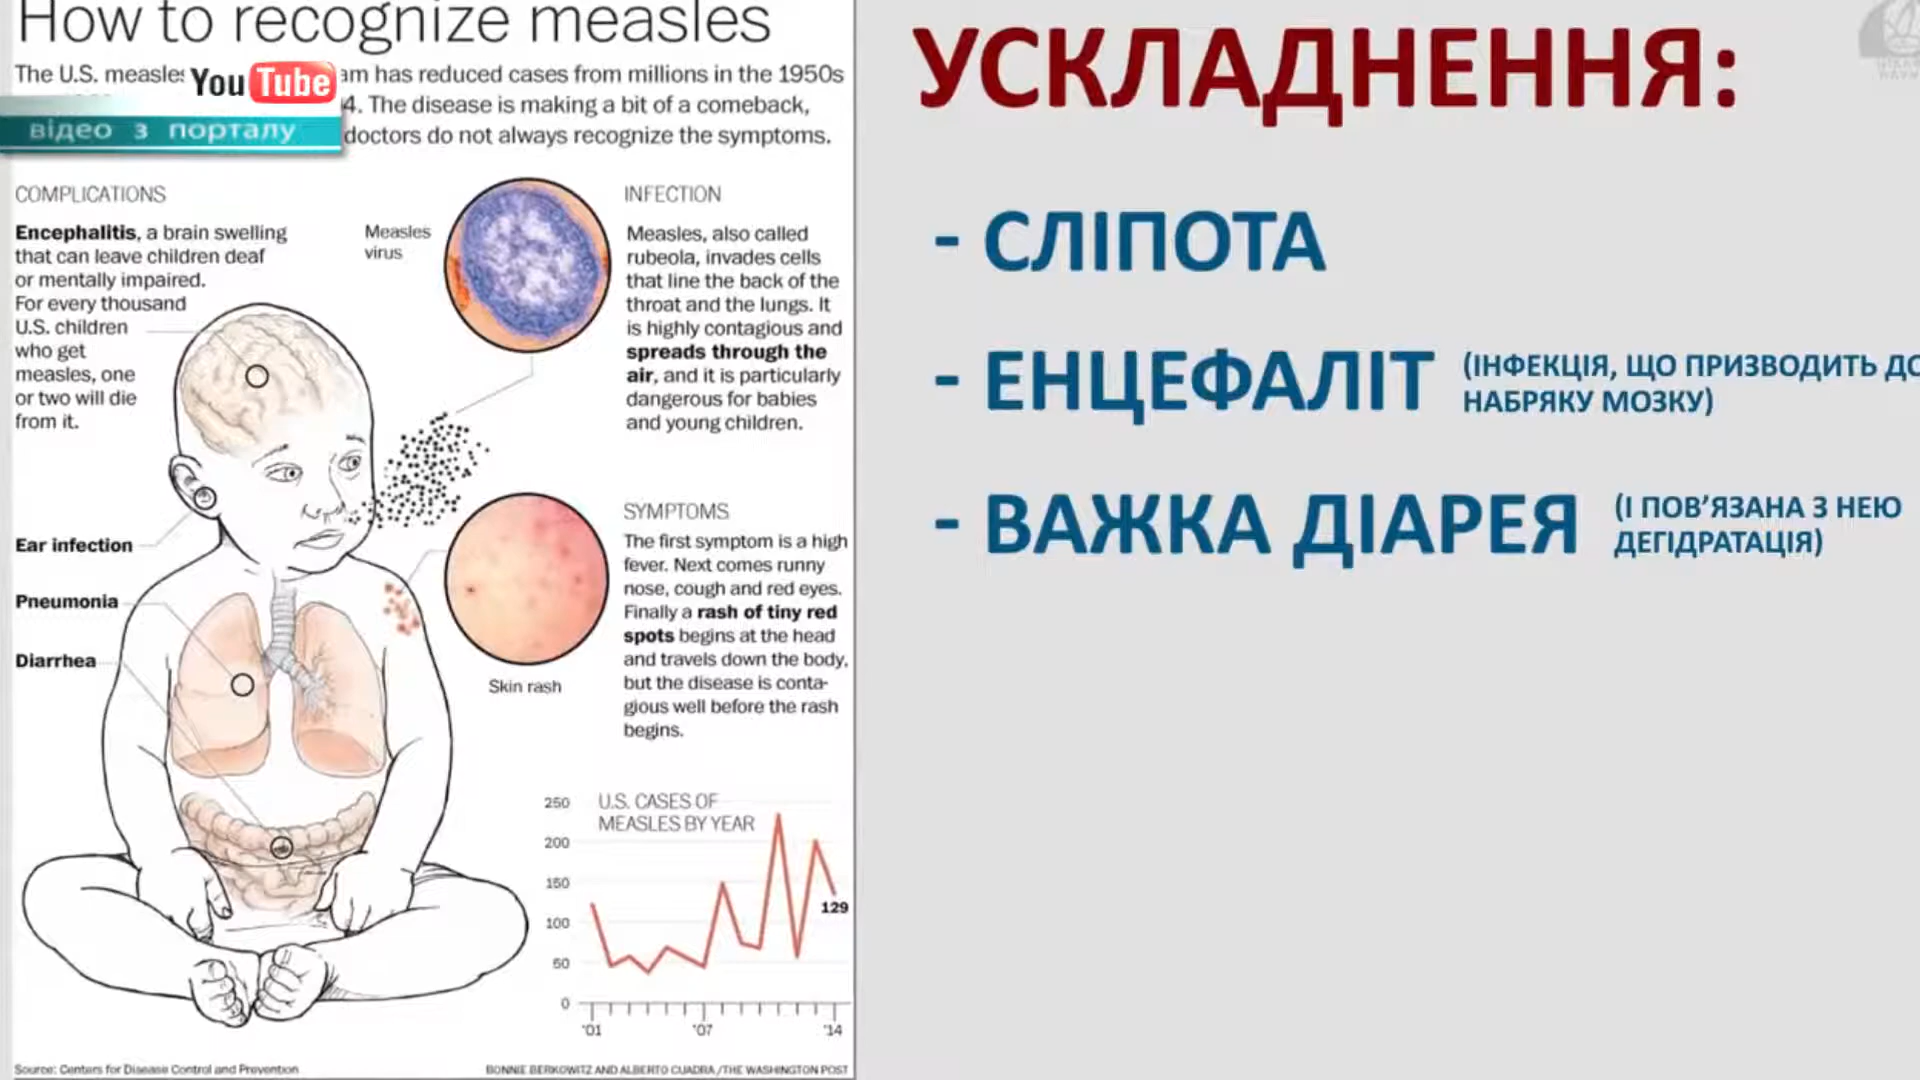 How to recognize measles
The U.S. measles
am has reduced cases from millions in the 1950s
4. The disease is making a bit of a comeback,
doctors do not always recognize the symptoms.
YouTube
відео з порталу
COMPLICATIONS
Encephalitis, a brain swelling
that can leave children deaf
or mentally impaired.
For every thousand
U.S. children
who get
measles, one
or two will die
from it.
Measles
virus
INFECTION
Measles, also called
rubeola, invades cells
that line the back of the
throat and the lungs. It
is highly contagious and
spreads through the
air, and it is particularly
dangerous for babies
and young children.
Ear infection
Pneumonia
Diarrhea
SYMPTOMS
The first symptom is a high
fever. Next comes runny
nose, cough and red eyes.
Finally a rash of tiny red
spots begins at the head
and travels down the body,
but the disease is conta-
gious well before the rash
begins.
Skin rash
U.S. CASES OF
MEASLES BY YEAR
250
200
150
100
50
0
129
'01
'07
'14
Source: Centers for Disease Control and Prevention
BONNIE BERKOWITZ AND ALBERTO CUADRA/THE WASHINGTON POST
УСКЛАДНЕННЯ:
- СЛІПОТА
- ЕНЦЕФАЛІТ (ІНФЕКЦІЯ, ЩО ПРИЗВОДИТЬ ДО
НАБРЯКУ МОЗКУ)
- ВАЖКА ДІАРЕЯ (І ПОВ’ЯЗАНА З НЕЮ
ДЕГІДРАТАЦІЯ)